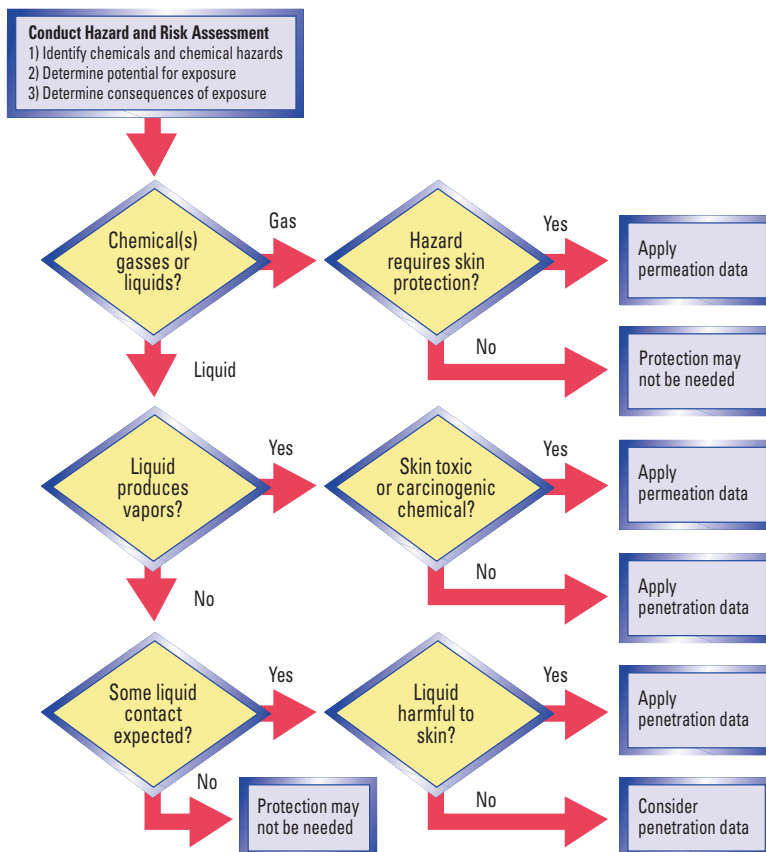 Conduct Hazard and Risk Assessment
1) Identify chemicals and chemical hazards
2) Determine potential for exposure
3) Determine consequences of exposure
Chemical(s)
gasses or
liquids?
Gas
Hazard
requires skin
protection?
Yes
Apply
permeation data
No
Protection may
not be needed
Liquid
Liquid
produces
vapors?
Yes
Skin toxic
or carcinogenic
chemical?
Yes
Apply
permeation data
No
Apply
penetration data
No
Some liquid
contact
expected?
Yes
Liquid
harmful to
skin?
Yes
Apply
penetration data
No
Protection may
not be needed
No
Consider
penetration data